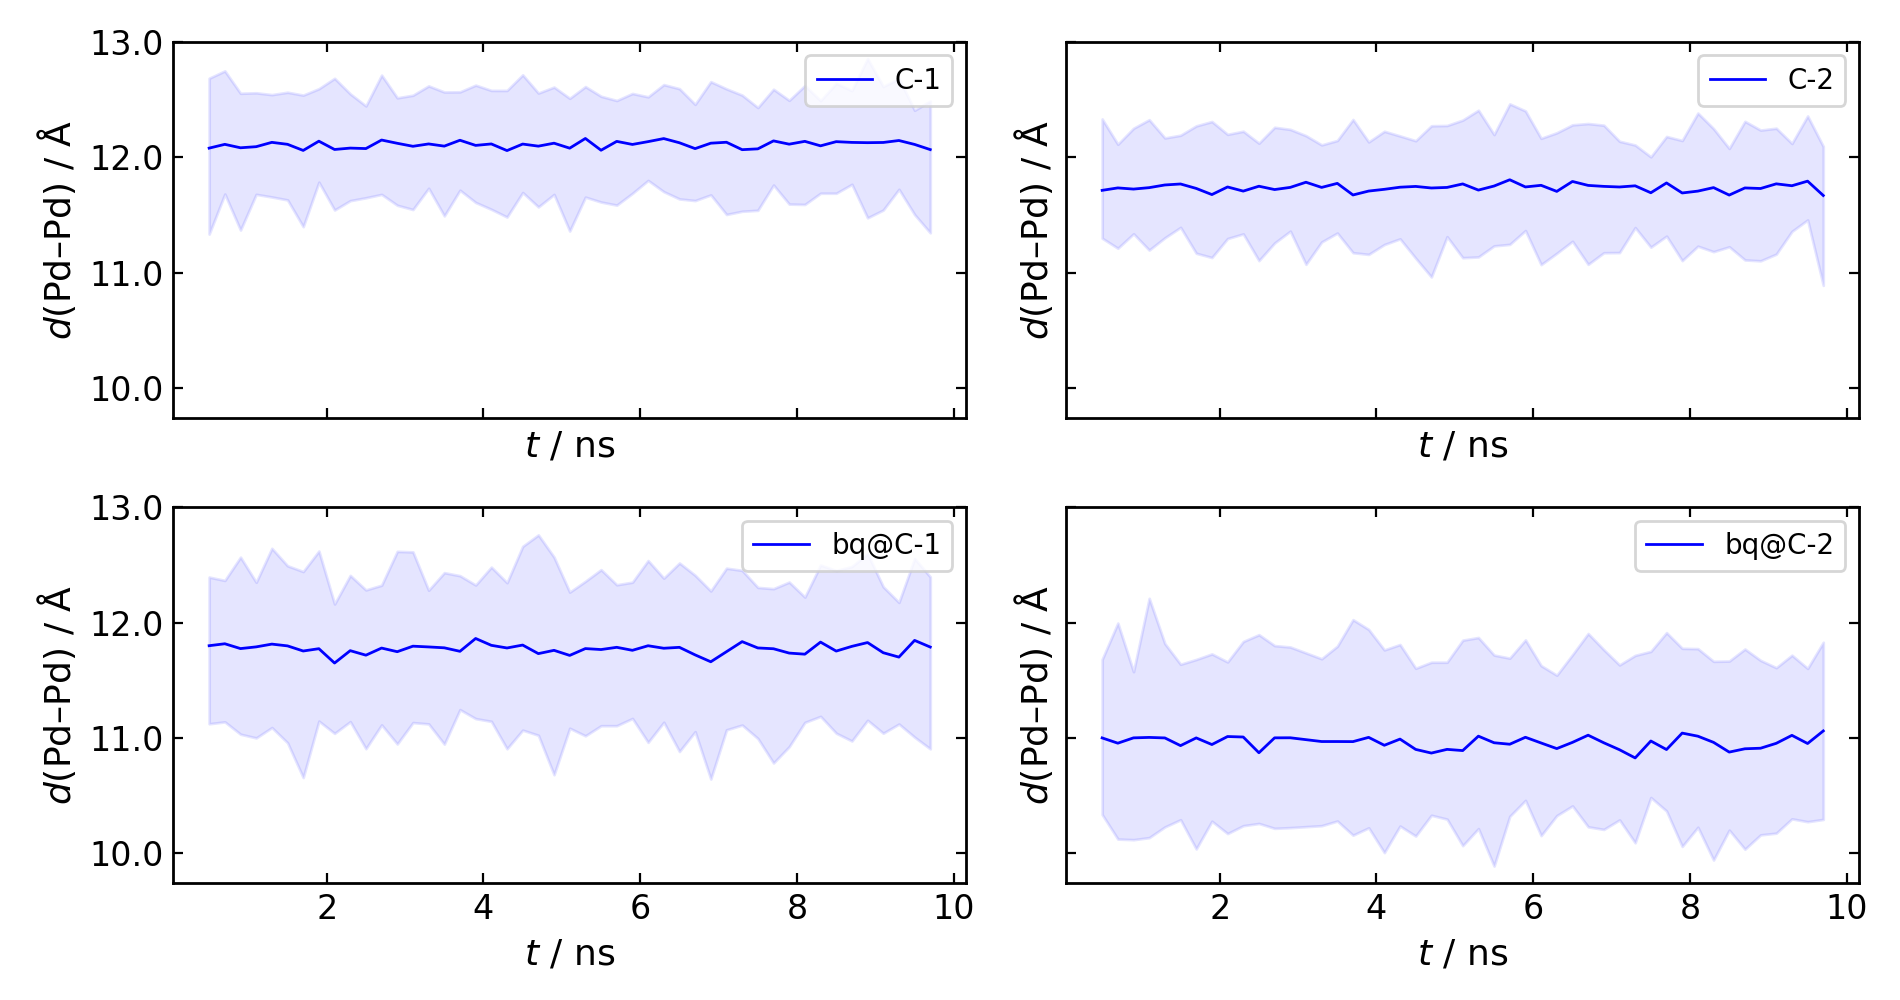 13.0
12.0
11.0
10.0
d(Pd–Pd) / Å
C-1
t / ns
d(Pd–Pd) / Å
C-2
t / ns
13.0
12.0
11.0
10.0
d(Pd–Pd) / Å
bq@C-1
2 4 6 8 10
t / ns
d(Pd–Pd) / Å
bq@C-2
2 4 6 8 10
t / ns